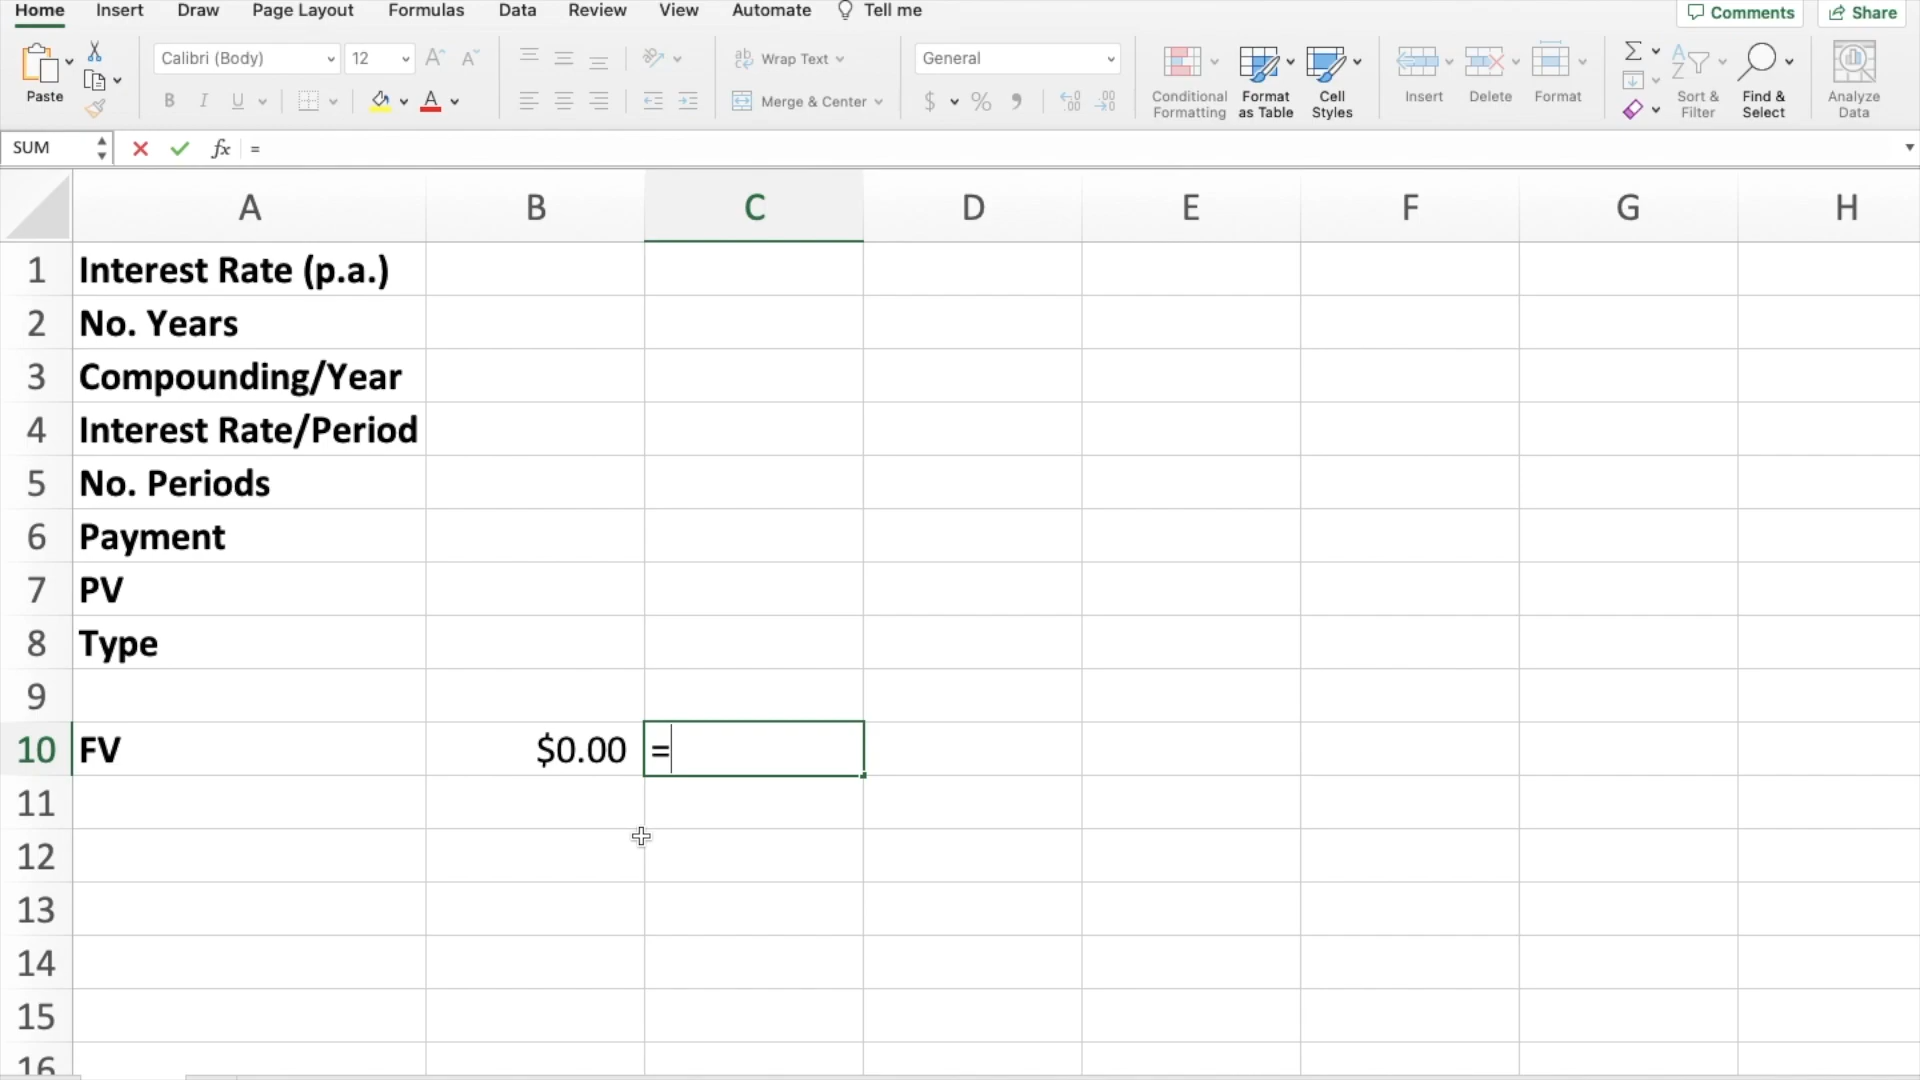 Home Insert Draw Page Layout Formulas Data Review View Automate Tell me Comments Share
Paste Calibri (Body) 12 A^ A˅ Wrap Text General
B I U A Merge & Center $ % , Conditional Formatting Format as Table Cell Styles Insert Delete Format Sort & Filter Find & Select Analyze Data
SUM fx =
A B C D E F G H
1 Interest Rate (p.a.)
2 No. Years
3 Compounding/Year
4 Interest Rate/Period
5 No. Periods
6 Payment
7 PV
8 Type
9
10 FV $0.00 =
11
12
13
14
15
16